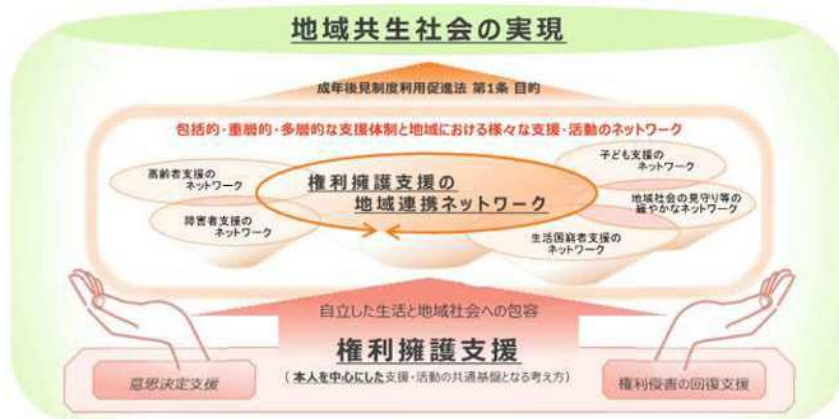 地域共生社会の実現
成年後見制度利用促進法 第1条 目的
包括的・重層的・多層的な支援体制と地域における様々な支援・活動のネットワーク
高齢者支援の
ネットワーク
障害者支援の
ネットワーク
権利擁護支援の
地域連携ネットワーク
子ども支援の
ネットワーク
地域社会の見守り等の
緩やかなネットワーク
生活困窮者支援の
ネットワーク
自立した生活と地域社会への包容
権利擁護支援
(本人を中心にした支援・活動の共通基盤となる考え方)
意思決定支援
権利侵害の回復支援